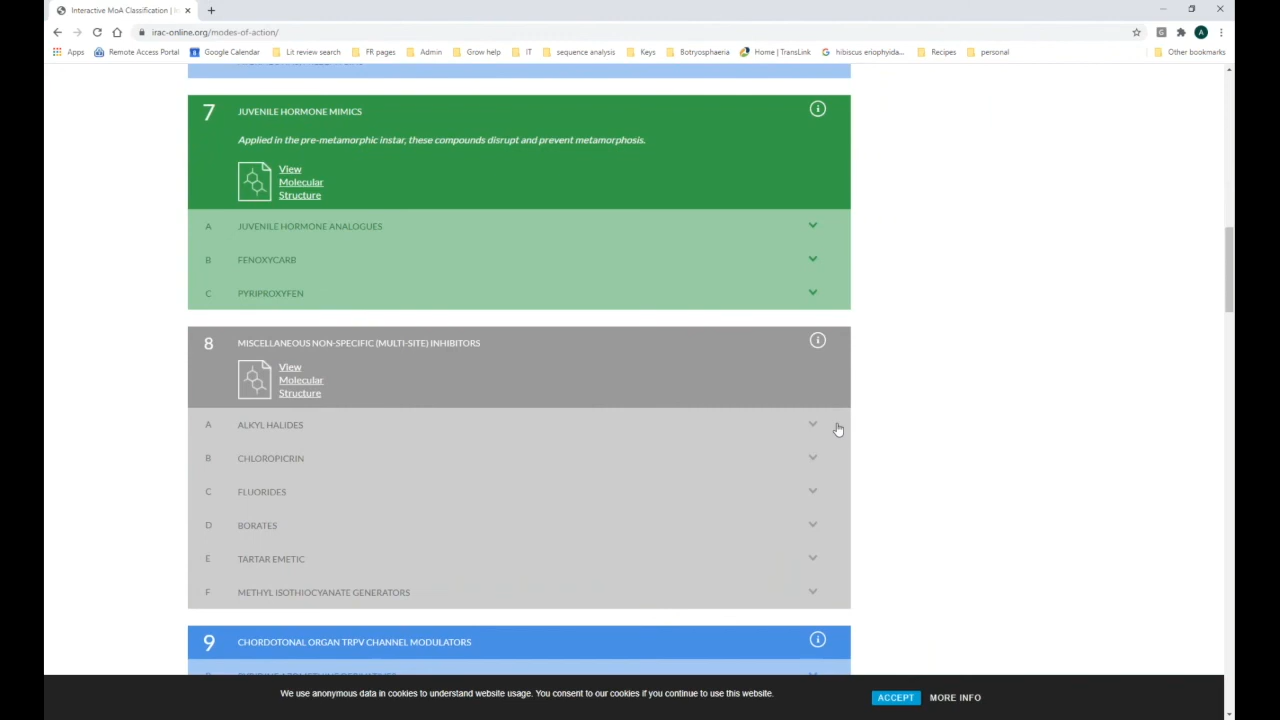 Interactive MoA Classification |
irac-online.org/modes-of-action/
A
Apps Remote Access Portal Google Calendar Lit review search FR pages Admin Grow help IT sequence analysis Keys Botryosphaeria Home | TransLink hibiscus eriophyida... Recipes personal Other bookmarks
7 JUVENILE HORMONE MIMICS
Applied in the pre-metamorphic instar, these compounds disrupt and prevent metamorphosis.
View
Molecular
Structure
A JUVENILE HORMONE ANALOGUES
B FENOXYCARB
C PYRIPROXYFEN
8 MISCELLANEOUS NON-SPECIFIC (MULTI-SITE) INHIBITORS
View
Molecular
Structure
A ALKYL HALIDES
B CHLOROPICRIN
C FLUORIDES
D BORATES
E TARTAR EMETIC
F METHYL ISOTHIOCYANATE GENERATORS
9 CHORDOTONAL ORGAN TRPV CHANNEL MODULATORS
We use anonymous data in cookies to understand website usage. You consent to our cookies if you continue to use this website.
ACCEPT MORE INFO